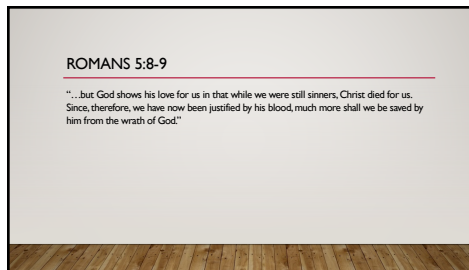 ROMANS 5:8-9
“…but God shows his love for us in that while we were still sinners, Christ died for us.
Since, therefore, we have now been justified by his blood, much more shall we be saved by
him from the wrath of God.”